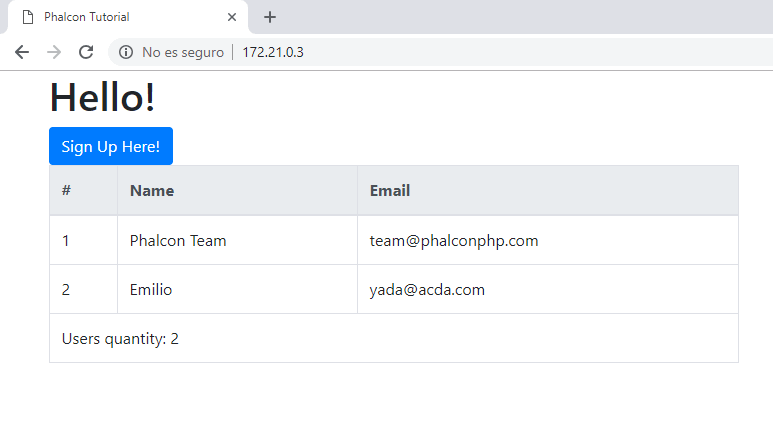 Phalcon Tutorial
No es seguro 172.21.0.3
Hello!
Sign Up Here!
# Name Email
1 Phalcon Team team@phalconphp.com
2 Emilio yada@acda.com
Users quantity: 2